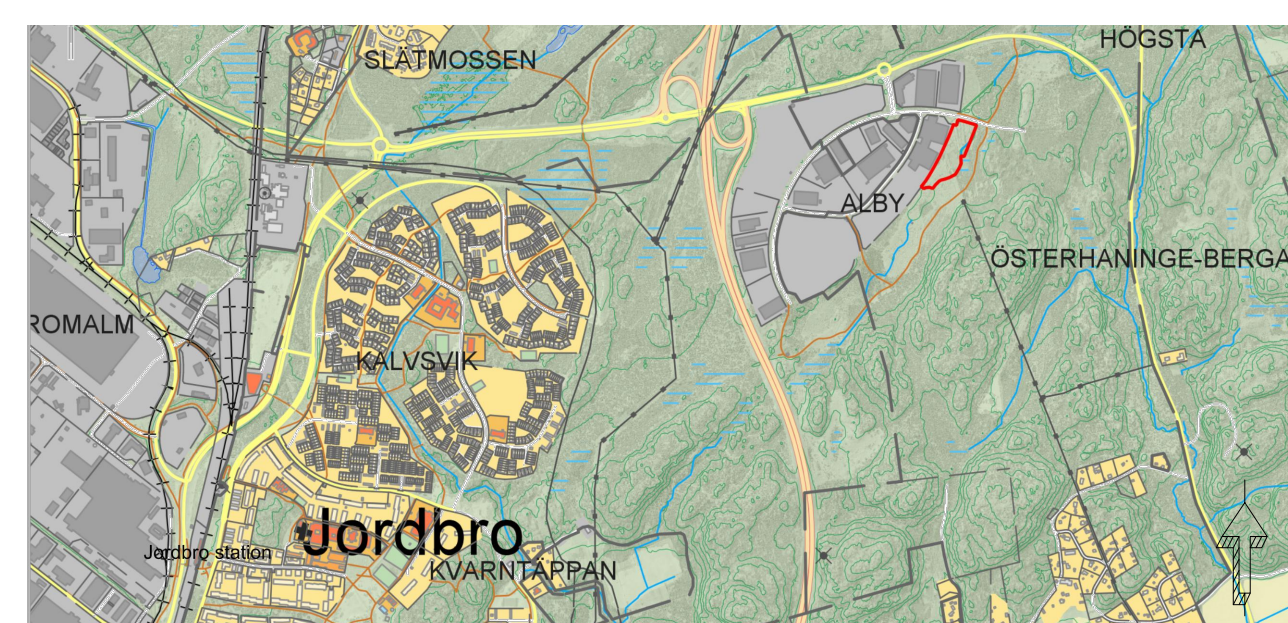 HÖGSTA
SLÄTMOSSEN
ALBY
ÖSTERHANINGE-BERGA
ROMALM
KALVSVIK
Jordbro
Jordbro station
KVARNTÄPPAN